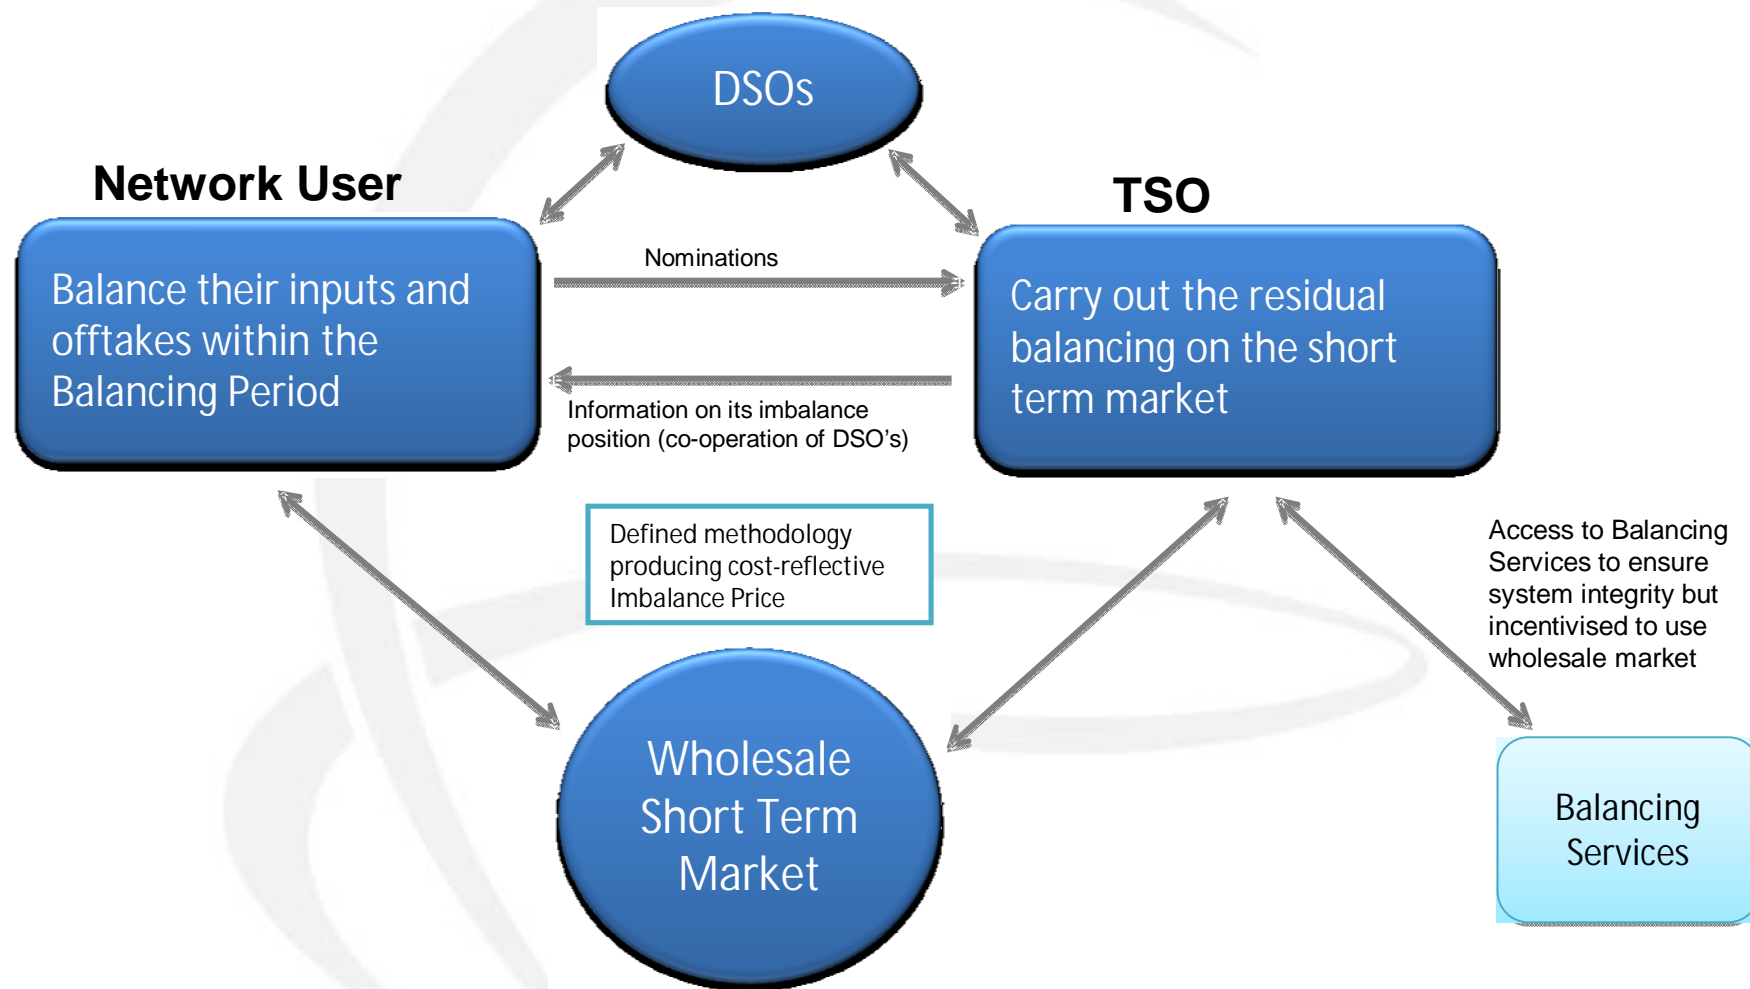 DSOs
Network User
TSO
Nominations
Balance their inputs and
offtakes within the
Balancing Period
Carry out the residual
balancing on the short
term market
Information on its imbalance
position (co-operation of DSO's)
Defined methodology
producing cost-reflective
Imbalance Price
Access to Balancing
Services to ensure
system integrity but
incentivised to use
wholesale market
Wholesale
Short Term
Market
Balancing
Services